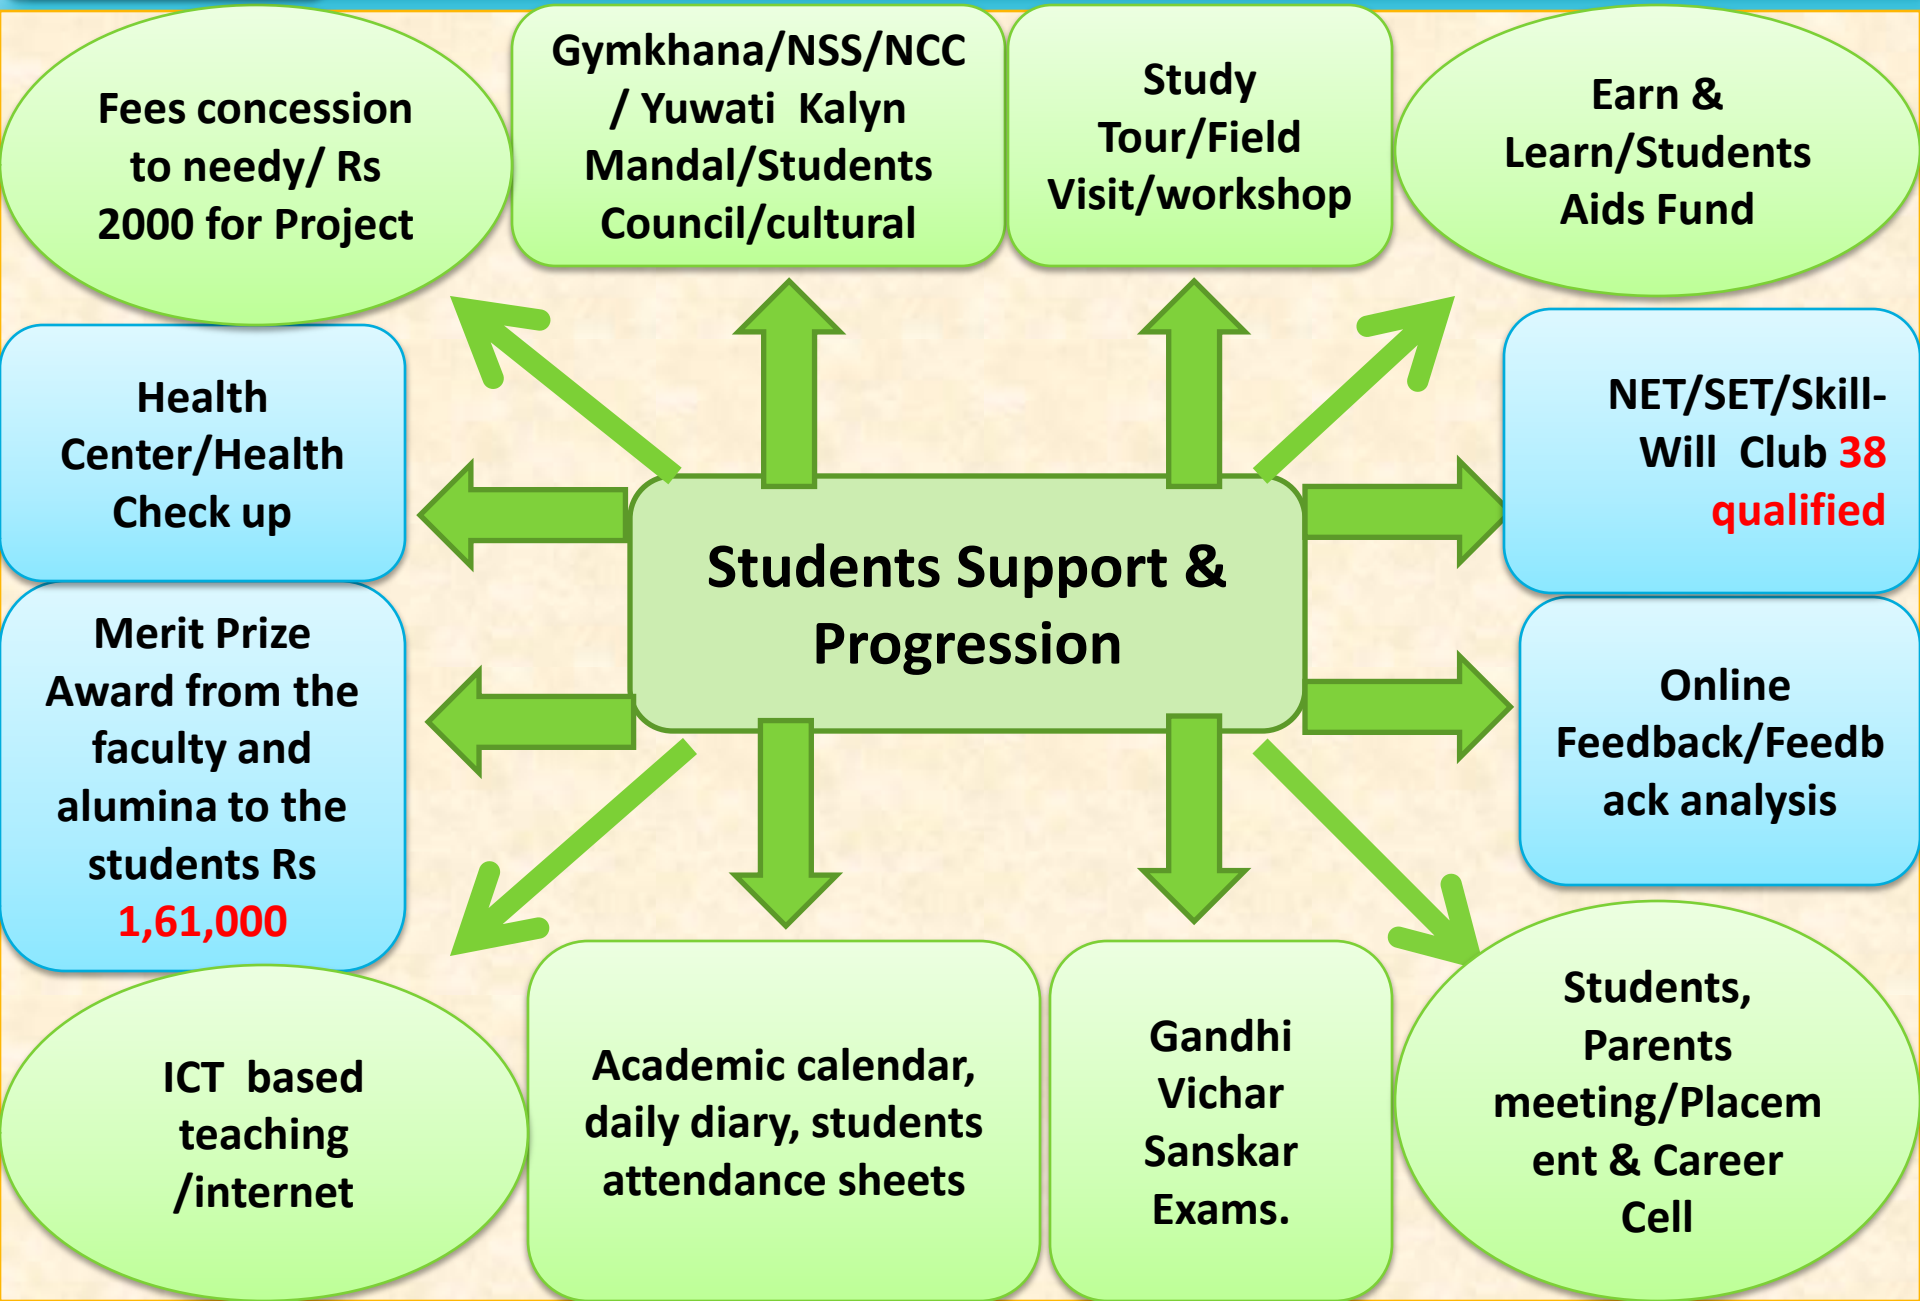 Fees concession
to needy/ Rs
2000 for Project
Gymkhana/NSS/NCC
/ Yuwati Kalyn
Mandal/Students
Council/cultural
Study
Tour/Field
Visit/workshop
Earn &
Learn/Students
Aids Fund
Health
Center/Health
Check up
NET/SET/Skill-
Will Club 38
qualified
Students Support &
Progression
Merit Prize
Award from the
faculty and
alumina to the
students Rs
1,61,000
Online
Feedback/Feedb
ack analysis
ICT based
teaching
/internet
Academic calendar,
daily diary, students
attendance sheets
Gandhi
Vichar
Sanskar
Exams.
Students,
Parents
meeting/Placem
ent & Career
Cell